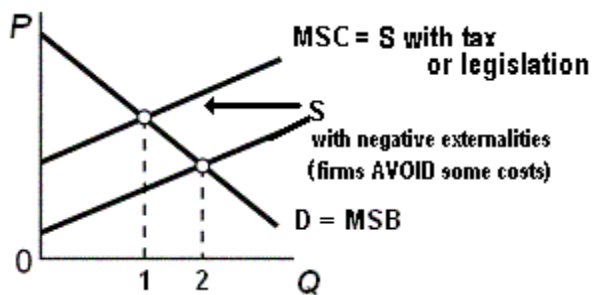 P
MSC = S with tax
or legislation
S
with negative externalities
(firms AVOID some costs)
D = MSB
0
1 2 Q